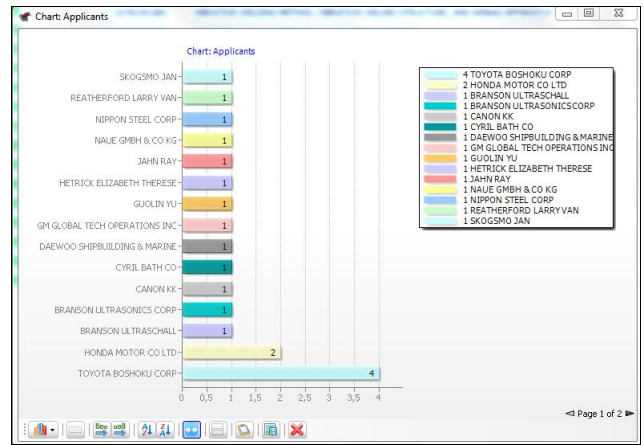 Chart: Applicants
Chart: Applicants
SKOGSMO JAN 1
REATHERFORD LARRY VAN 1
NIPPON STEEL CORP 1
NAUE GMBH & CO KG 1
JAHN RAY 1
HETRICK ELIZABETH THERESE 1
GUOLIN YU 1
GM GLOBAL TECH OPERATIONS INC 1
DAEWOO SHIPBUILDING & MARINE 1
CYRIL BATH CO 1
CANON KK 1
BRANSON ULTRASONICS CORP 1
BRANSON ULTRASCHALL 1
HONDA MOTOR CO LTD 2
TOYOTA BOSHOKU CORP 4
0 0,5 1 1,5 2 2,5 3 3,5 4
4 TOYOTA BOSHOKU CORP
2 HONDA MOTOR CO LTD
1 BRANSON ULTRASCHALL
1 BRANSON ULTRASONICS CORP
1 CANON KK
1 CYRIL BATH CO
1 DAEWOO SHIPBUILDING & MARINE
1 GM GLOBAL TECH OPERATIONS INC
1 GUOLIN YU
1 HETRICK ELIZABETH THERESE
1 JAHN RAY
1 NAUE GMBH & CO KG
1 NIPPON STEEL CORP
1 REATHERFORD LARRY VAN
1 SKOGSMO JAN
Page 1 of 2